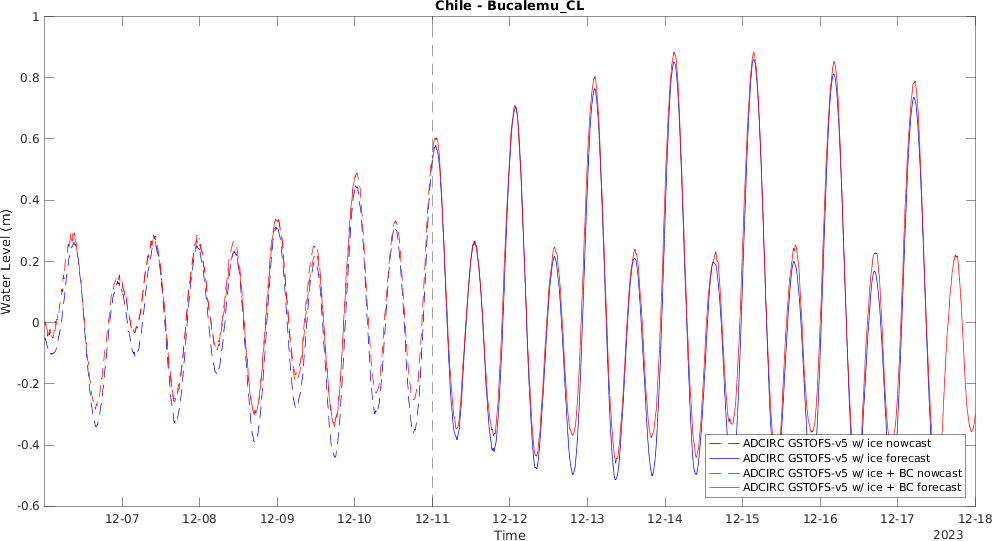 Chile - Bucalemu_CL
1
0.8
0.6
0.4
0.2
0
-0.2
-0.4
-0.6
Water Level (m)
ADCIRC GSTOFS-v5 w/ ice nowcast
ADCIRC GSTOFS-v5 w/ ice forecast
ADCIRC GSTOFS-v5 w/ ice + BC nowcast
ADCIRC GSTOFS-v5 w/ ice + BC forecast
12-07 12-08 12-09 12-10 12-11 12-12 12-13 12-14 12-15 12-16 12-17 12-18
Time
2023